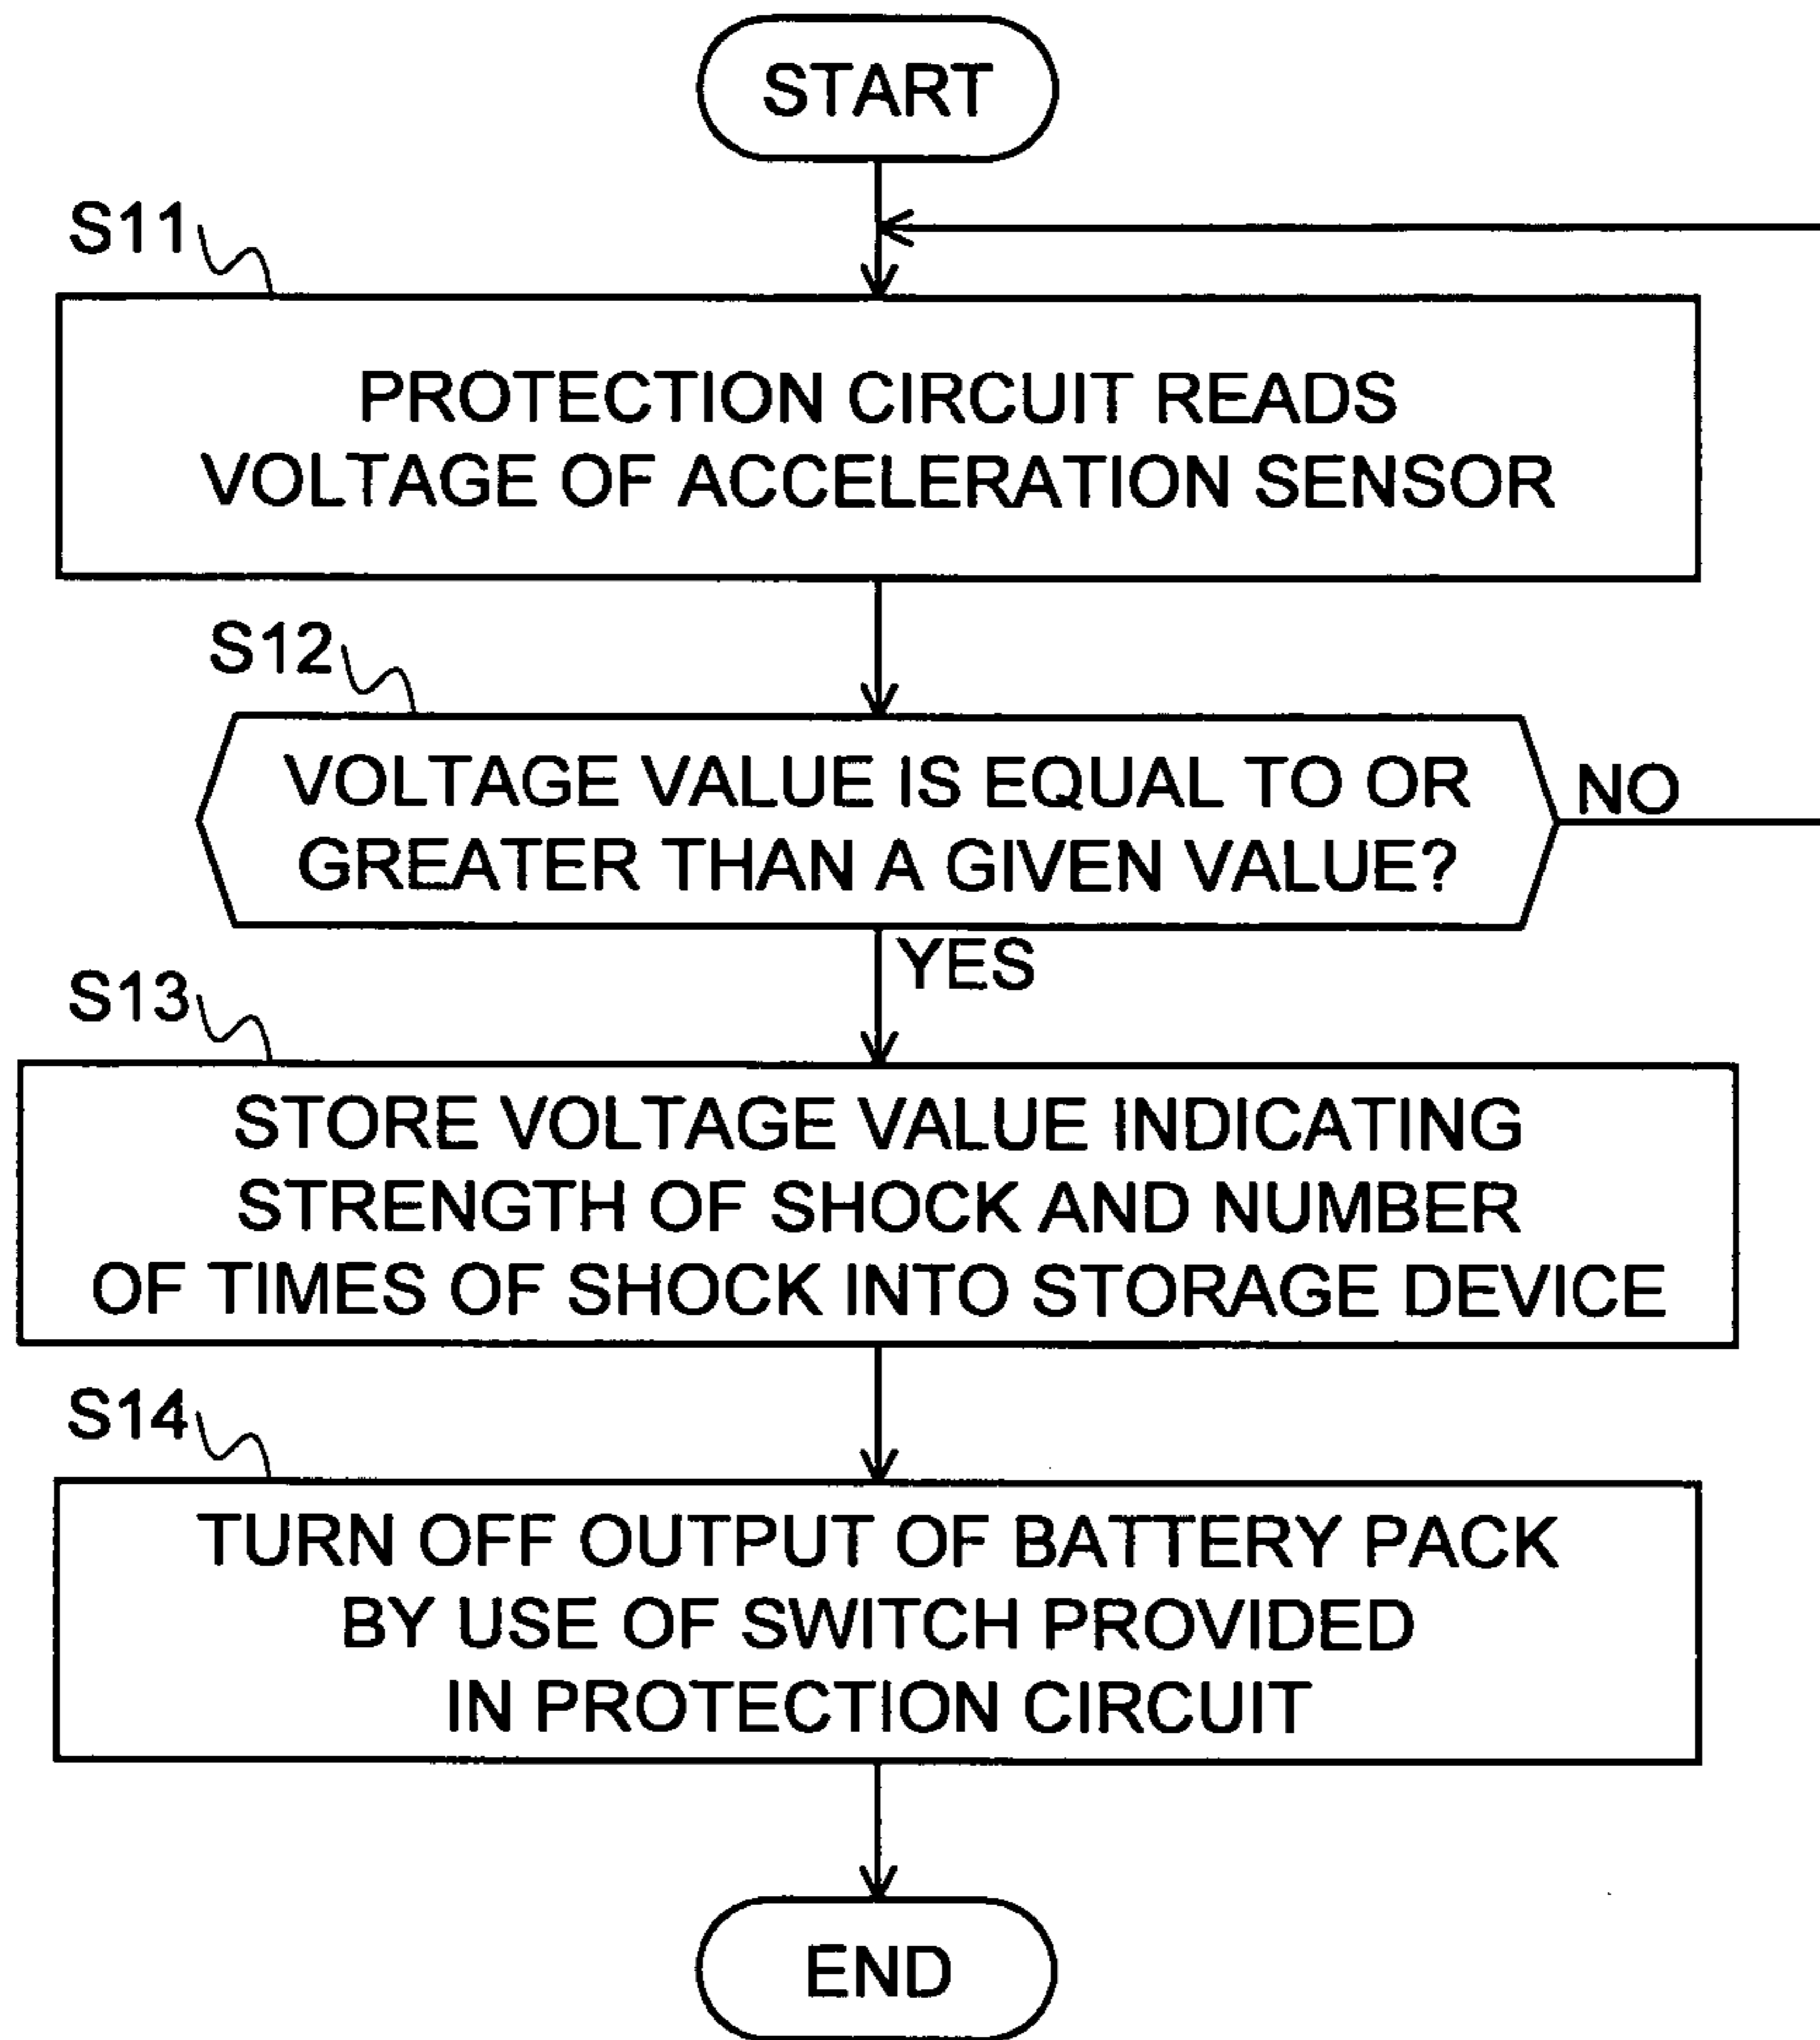 START
S11
PROTECTION CIRCUIT READS
VOLTAGE OF ACCELERATION SENSOR
S12
VOLTAGE VALUE IS EQUAL TO OR
GREATER THAN A GIVEN VALUE?
NO
YES
S13
STORE VOLTAGE VALUE INDICATING
STRENGTH OF SHOCK AND NUMBER
OF TIMES OF SHOCK INTO STORAGE DEVICE
S14
TURN OFF OUTPUT OF BATTERY PACK
BY USE OF SWITCH PROVIDED
IN PROTECTION CIRCUIT
END